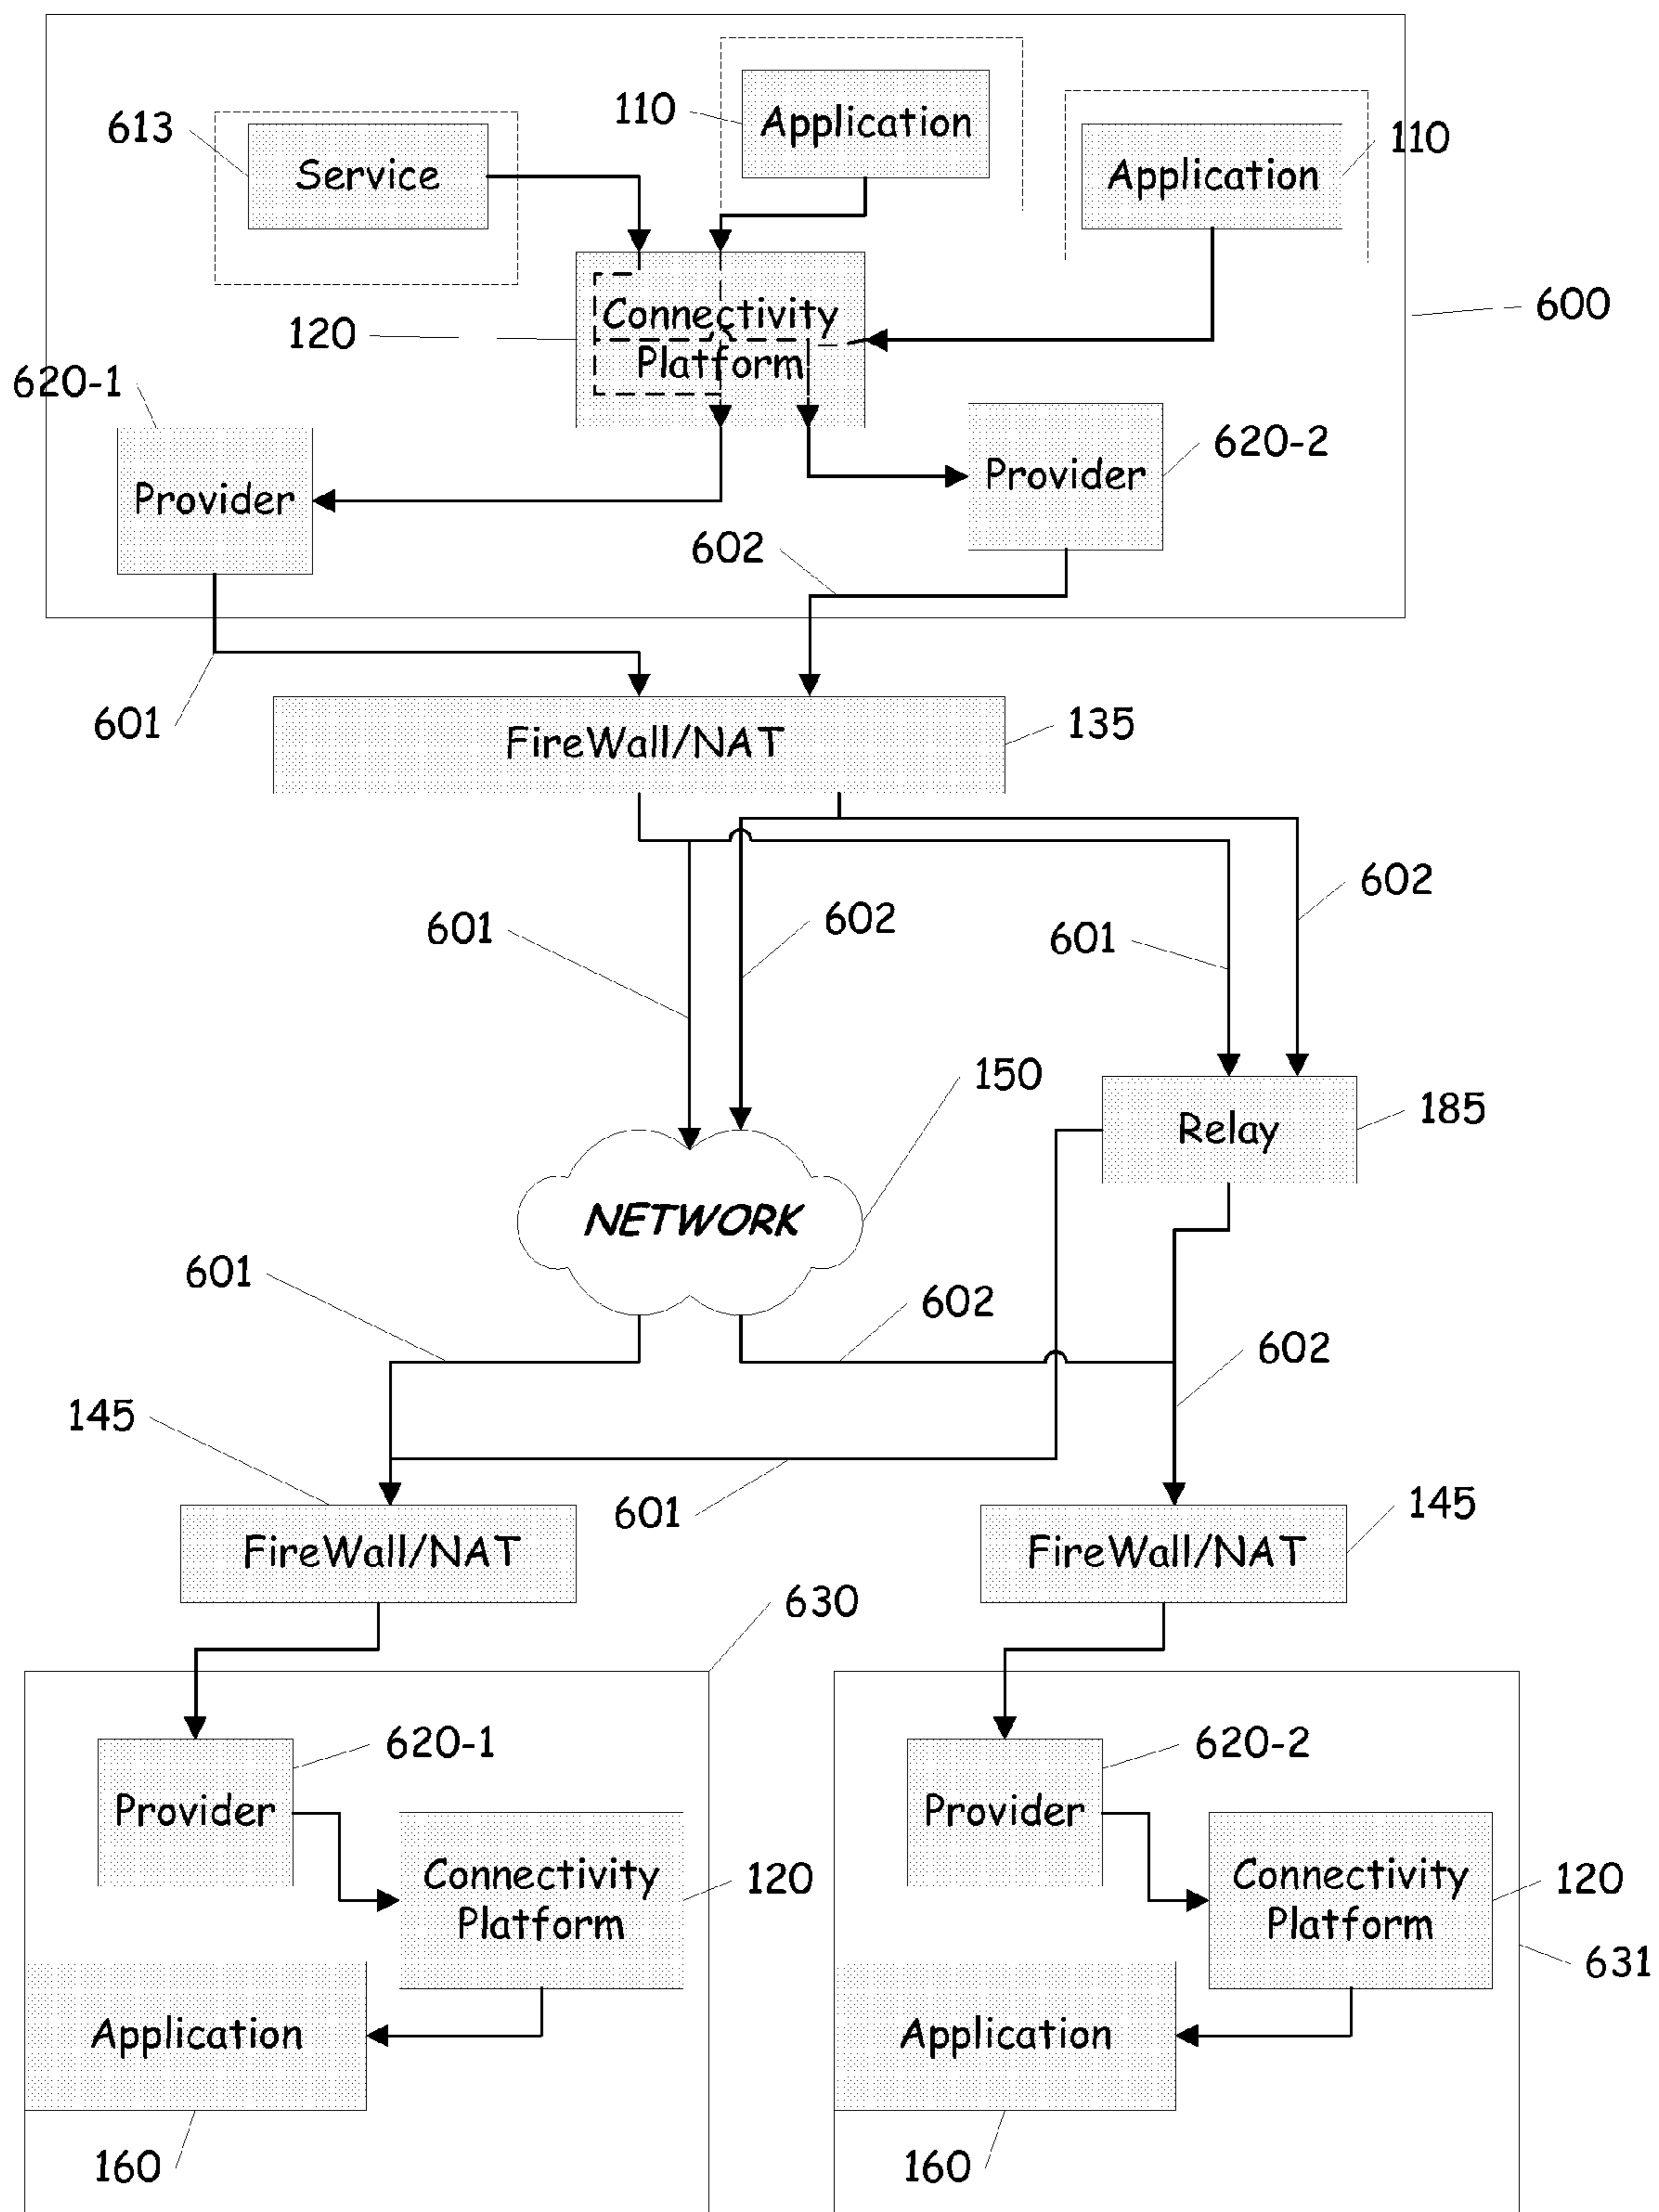 110
Application
613
Service
Application
110
600
120
Connectivity
Platform
620-1
Provider
620-2
Provider
602
601
FireWall/NAT
135
602
601
602
601
150
185
Relay
NETWORK
601
602
602
145
601
145
FireWall/NAT
FireWall/NAT
630
620-1
620-2
Provider
Provider
Connectivity
Platform
120
Connectivity
Platform
120
631
Application
Application
160
160